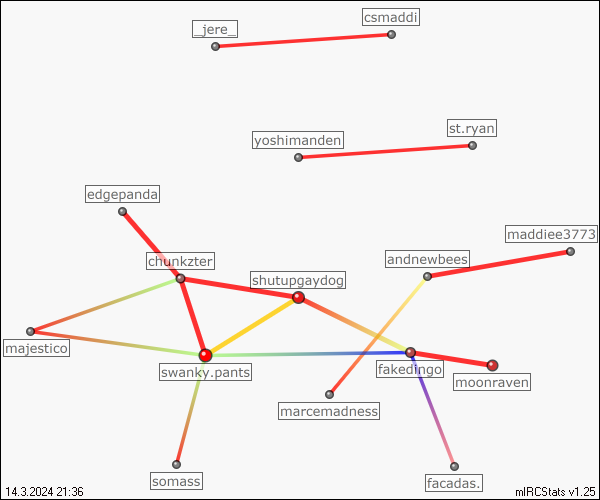 csmaddi
_jere_
st.ryan
yoshimanden
edgepanda
maddiee3773
andnewbees
chunkzter
shutupgaydog
majestico
swanky.pants
fakedingo
moonraven
marcemadness
somass
facadas.
14.3.2024 21:36
mIRCStats v1.25